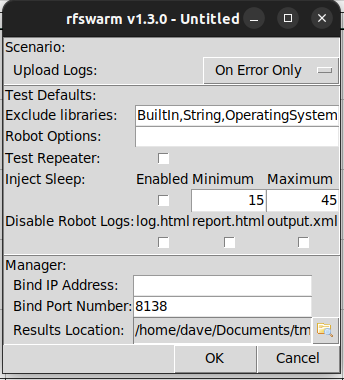 rfswarm v1.3.0 - Untitled
Scenario:
Upload Logs: On Error Only
Test Defaults:
Exclude libraries: BuiltIn,String,OperatingSystem
Robot Options:
Test Repeater:
Inject Sleep: Enabled Minimum Maximum
15 45
Disable Robot Logs: log.html report.html output.xml
Manager:
Bind IP Address:
Bind Port Number: 8138
Results Location: /home/dave/Documents/tm
OK Cancel